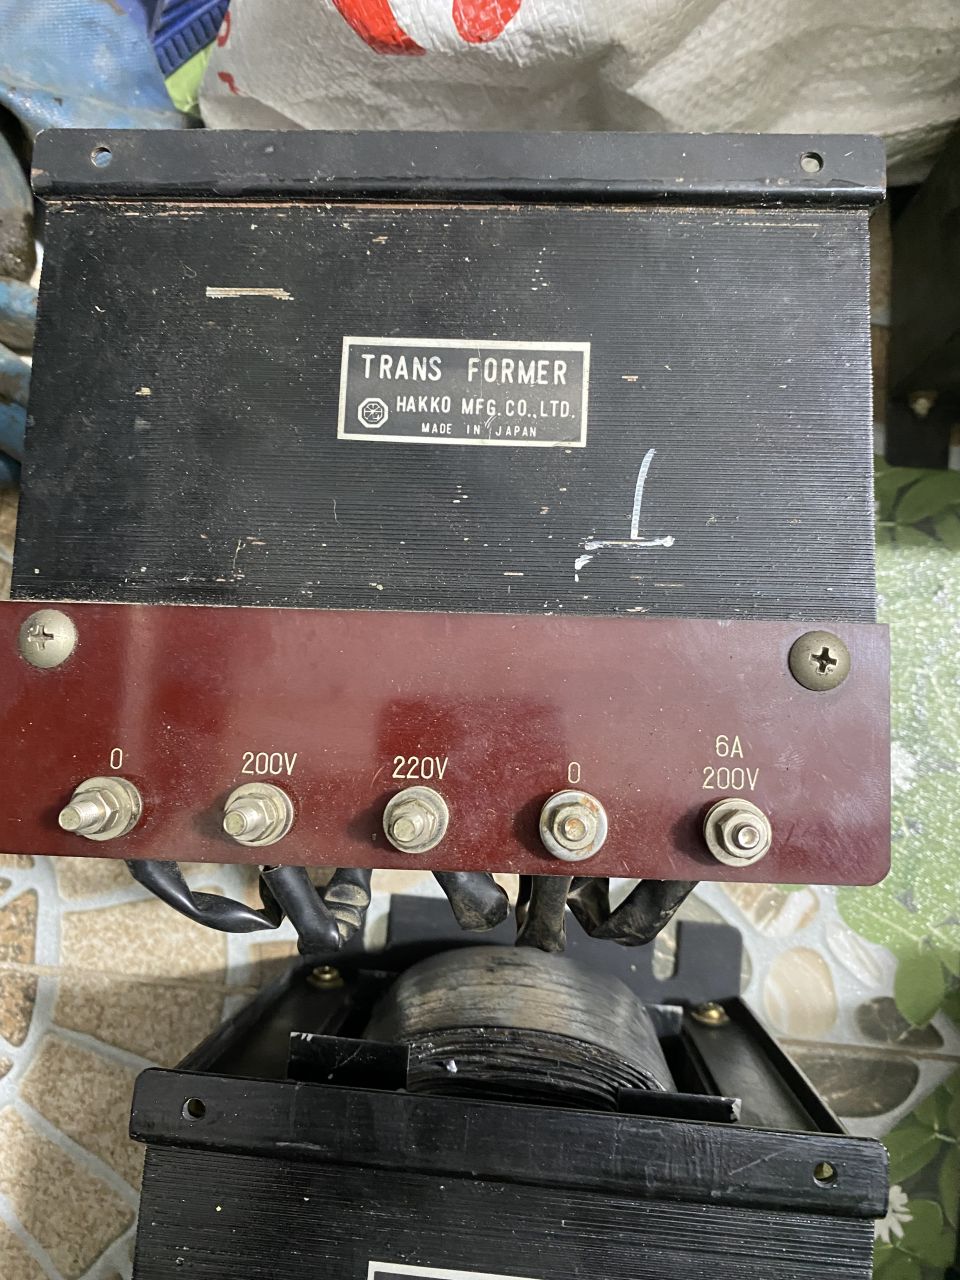 TRANS FORMER
HAKKO MFG. CO., LTD.
MADE IN JAPAN
0 200V 220V 0 6A 200V